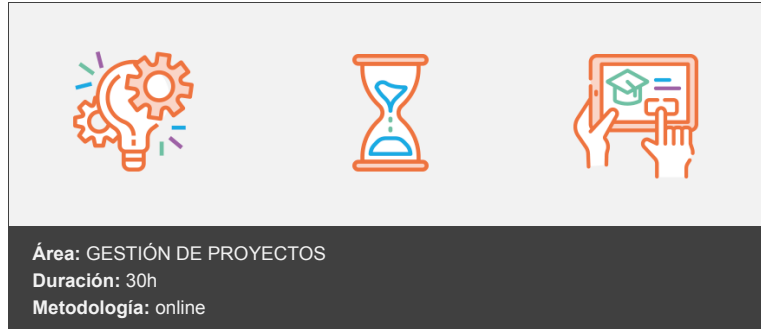 Área: GESTIÓN DE PROYECTOS
Duración: 30h
Metodología: online